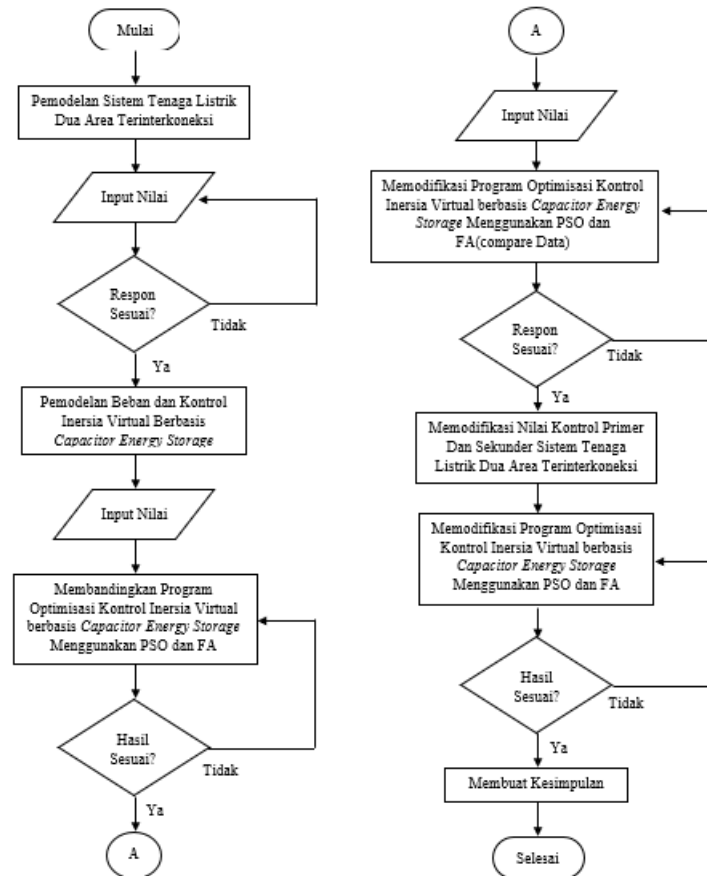 Mulai
Pemodelan Sistem Tenaga Listrik
Dua Area Terinterkoneksi
Input Nilai
Respon
Sesuai?
Tidak
Ya
Pemodelan Beban dan Kontrol
Inersia Virtual Berbasis
Capacitor Energy Storage
Input Nilai
Membandingkan Program
Optimisasi Kontrol Inersia Virtual
berbasis Capacitor Energy Storage
Menggunakan PSO dan FA
Hasil
Sesuai?
Tidak
Ya
A
A
Input Nilai
Memodifikasi Program Optimisasi Kontrol
Inersia Virtual berbasis Capacitor Energy
Storage Menggunakan PSO dan
FA(compare Data)
Respon
Sesuai?
Tidak
Ya
Memodifikasi Nilai Kontrol Primer
Dan Sekunder Sistem Tenaga
Listrik Dua Area Terinterkoneksi
Memodifikasi Program Optimisasi
Kontrol Inersia Virtual berbasis
Capacitor Energy Storage
Menggunakan PSO dan FA
Hasil
Sesuai?
Tidak
Ya
Membuat Kesimpulan
Selesai